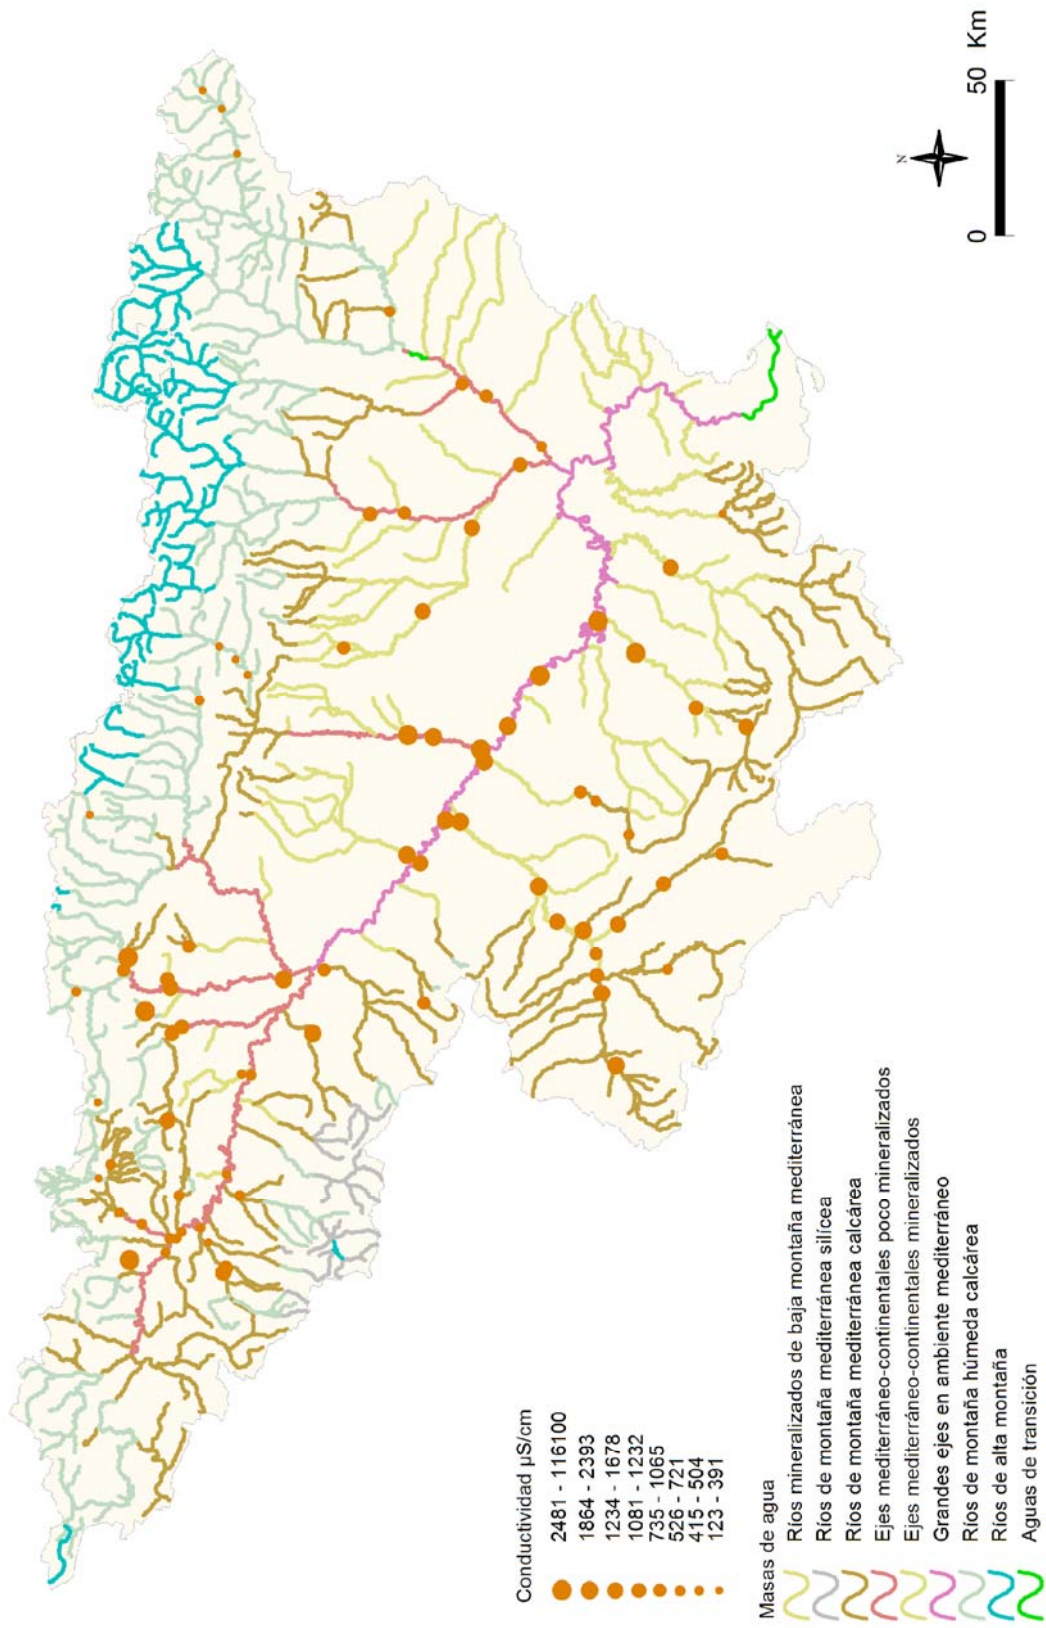 N
0 50 Km
Conductividad µS/cm
2481 - 116100
1864 - 2393
1234 - 1678
1081 - 1232
735 - 1065
526 - 721
415 - 504
123 - 391
Masas de agua
Ríos mineralizados de baja montaña mediterránea
Ríos de montaña mediterránea silícea
Ríos de montaña mediterránea calcárea
Ejes mediterráneo-continentales poco mineralizados
Ejes mediterráneo-continentales mineralizados
Grandes ejes en ambiente mediterráneo
Ríos de montaña húmeda calcárea
Ríos de alta montaña
Aguas de transición